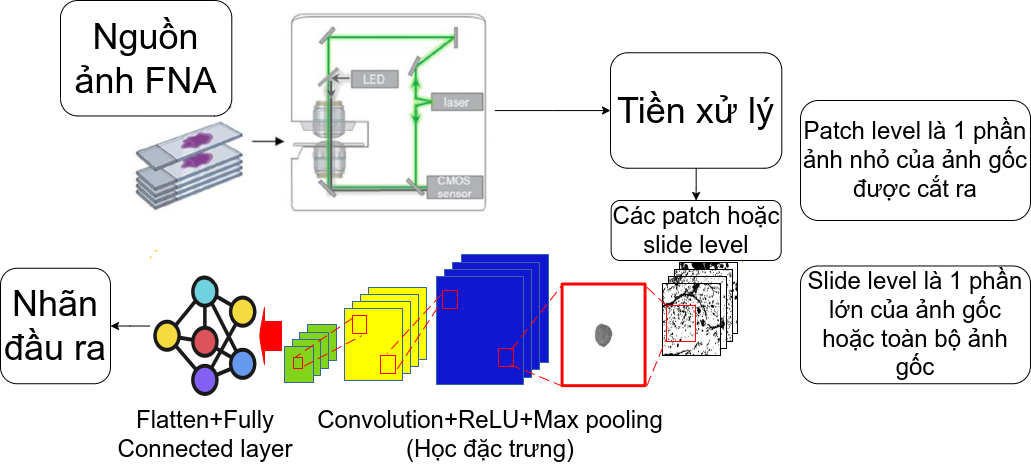 Nguồn
ảnh FNA
LED
laser
CMOS
sensor
Tiền xử lý
Patch level là 1 phần
ảnh nhỏ của ảnh gốc
được cắt ra
Các patch hoặc
slide level
Slide level là 1 phần
lớn của ảnh gốc
hoặc toàn bộ ảnh
gốc
Nhãn
đầu ra
Flatten+Fully
Connected layer
Convolution+ReLU+Max pooling
(Học đặc trưng)